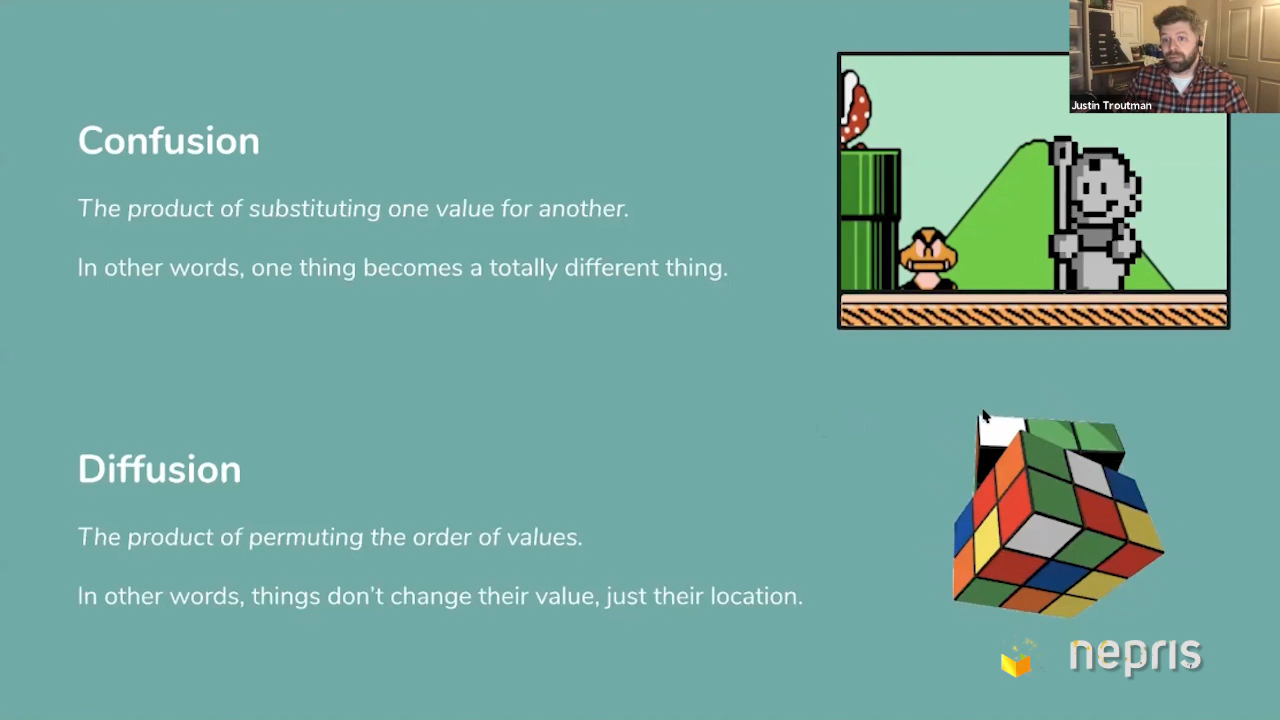 Justin Troutman
Confusion
The product of substituting one value for another.
In other words, one thing becomes a totally different thing.
Diffusion
The product of permuting the order of values.
In other words, things don’t change their value, just their location.
nepris